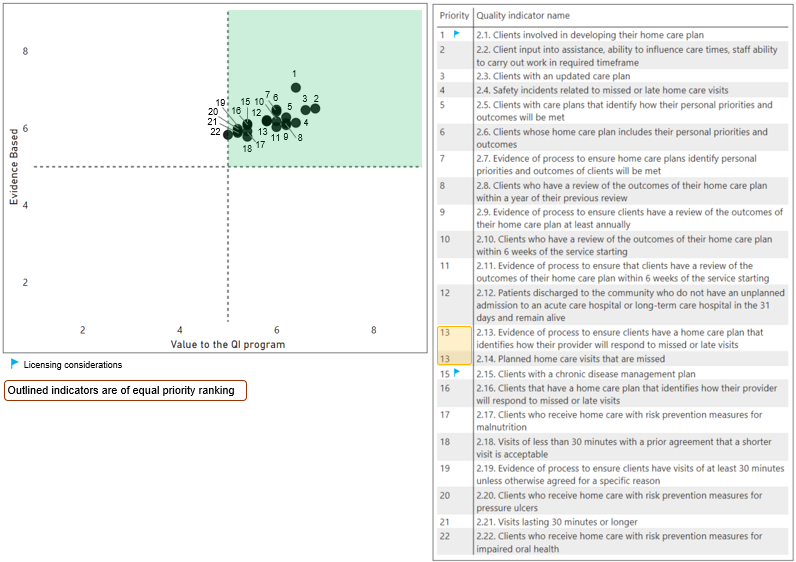 8
6
4
2
Evidence Based
1
2
3
4
5
6
7
8
9
10
11
12
13
15
16
17
18
19
20
21
22
2 4 6 8
Value to the QI program
Licensing considerations
Outlined indicators are of equal priority ranking
Priority Quality indicator name
1 2.1. Clients involved in developing their home care plan
2 2.2. Client input into assistance, ability to influence care times, staff ability
to carry out work in required timeframe
3 2.3. Clients with an updated care plan
4 2.4. Safety incidents related to missed or late home care visits
5 2.5. Clients with care plans that identify how their personal priorities and
outcomes will be met
6 2.6. Clients whose home care plan includes their personal priorities and
outcomes
7 2.7. Evidence of process to ensure home care plans identify personal
priorities and outcomes of clients will be met
8 2.8. Clients who have a review of the outcomes of their home care plan
within a year of their previous review
9 2.9. Evidence of process to ensure clients have a review of the outcomes of
their home care plan at least annually
10 2.10. Clients who have a review of the outcomes of their home care plan
within 6 weeks of the service starting
11 2.11. Evidence of process to ensure that clients have a review of the
outcomes of their home care plan within 6 weeks of the service starting
12 2.12. Patients discharged to the community who do not have an unplanned
admission to an acute care hospital or long-term care hospital in the 31
days and remain alive
13 2.13. Evidence of process to ensure clients have a home care plan that
identifies how their provider will respond to missed or late visits
13 2.14. Planned home care visits that are missed
15 2.15. Clients with a chronic disease management plan
16 2.16. Clients that have a home care plan that identifies how their provider
will respond to missed or late visits
17 2.17. Clients who receive home care with risk prevention measures for
malnutrition
18 2.18. Visits of less than 30 minutes with a prior agreement that a shorter
visit is acceptable
19 2.19. Evidence of process to ensure clients have visits of at least 30 minutes
unless otherwise agreed for a specific reason
20 2.20. Clients who receive home care with risk prevention measures for
pressure ulcers
21 2.21. Visits lasting 30 minutes or longer
22 2.22. Clients who receive home care with risk prevention measures for
impaired oral health